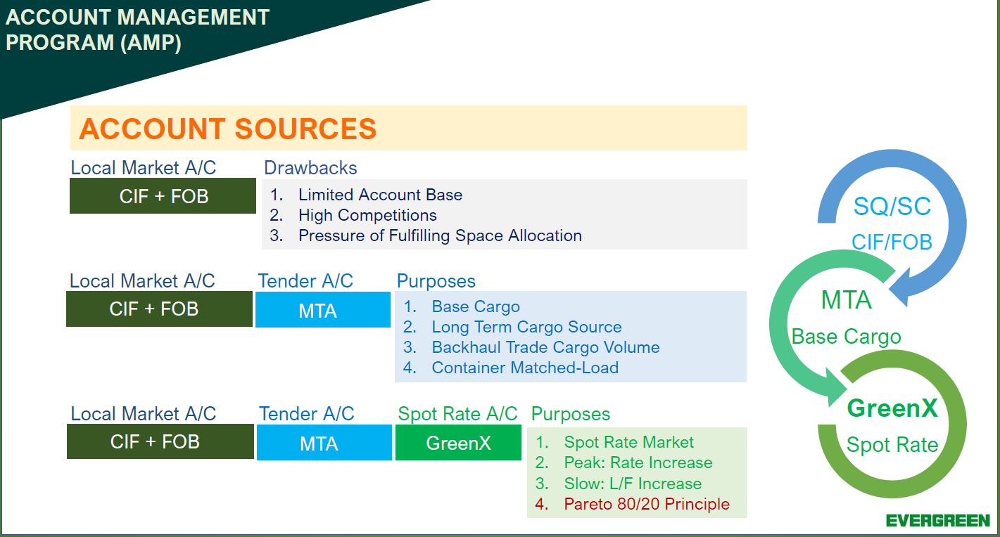 ACCOUNT MANAGEMENT
PROGRAM (AMP)
ACCOUNT SOURCES
Local Market A/C
Drawbacks
CIF + FOB
1. Limited Account Base
2. High Competitions
3. Pressure of Fulfilling Space Allocation
Local Market A/C
Tender A/C
Purposes
CIF + FOB
MTA
1. Base Cargo
2. Long Term Cargo Source
3. Backhaul Trade Cargo Volume
4. Container Matched-Load
Local Market A/C
Tender A/C
Spot Rate A/C
Purposes
CIF + FOB
MTA
GreenX
1. Spot Rate Market
2. Peak: Rate Increase
3. Slow: L/F Increase
4. Pareto 80/20 Principle
SQ/SC
CIF/FOB
MTA
Base Cargo
GreenX
Spot Rate
EVERGREEN